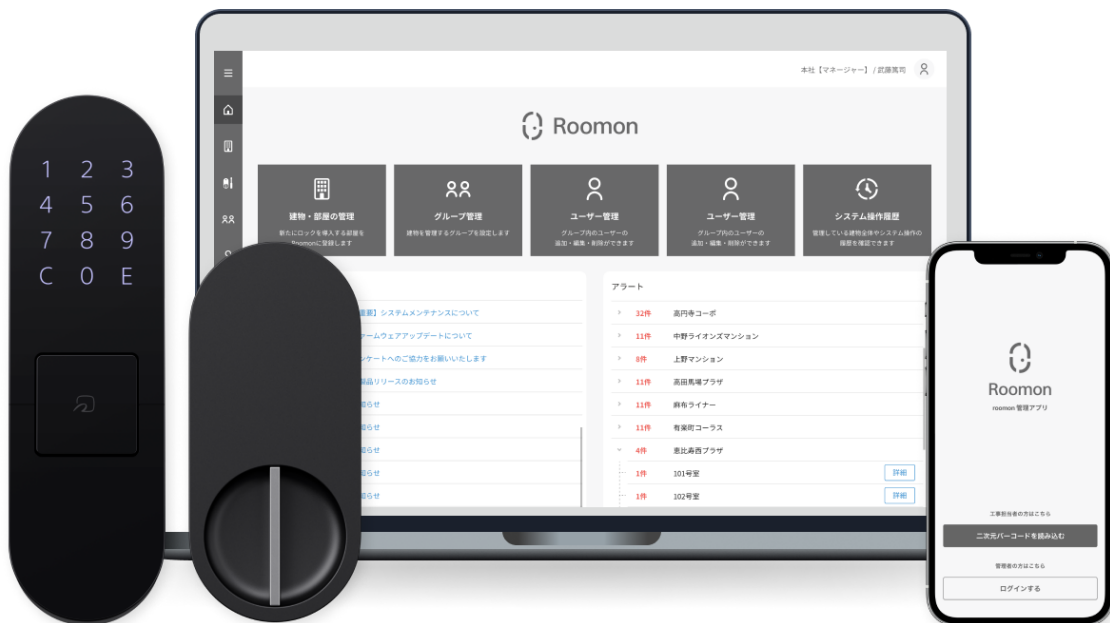 1 2 3
4 5 6
7 8 9
C 0 E
本社【マネージャー】 / 武藤篤司
Roomon
建物・部屋の管理
新たにロックを導入する部屋を
Roomonに登録します
グループ管理
建物を管理するグループを設定します
ユーザー管理
グループ内のユーザーの
追加・編集・削除ができます
ユーザー管理
グループ内のユーザーの
追加・編集・削除ができます
システム操作履歴
管理している建物全体やシステム操作の
履歴を確認できます
重要】システムメンテナンスについて
ァームウェアアップデートについて
ンケートへのご協力をお願いいたします
製品リリースのお知らせ
知らせ
知らせ
知らせ
知らせ
知らせ
アラート
32件 高円寺コーポ
11件 中野ライオンズマンション
8件 上野マンション
11件 高田馬場プラザ
11件 麻布ライナー
11件 有楽町コーラス
4件 恵比寿西プラザ
1件 101号室 詳細
1件 102号室 詳細
Roomon
roomon 管理アプリ
工事担当者の方はこちら
二次元バーコードを読み込む
管理者の方はこちら
ログインする